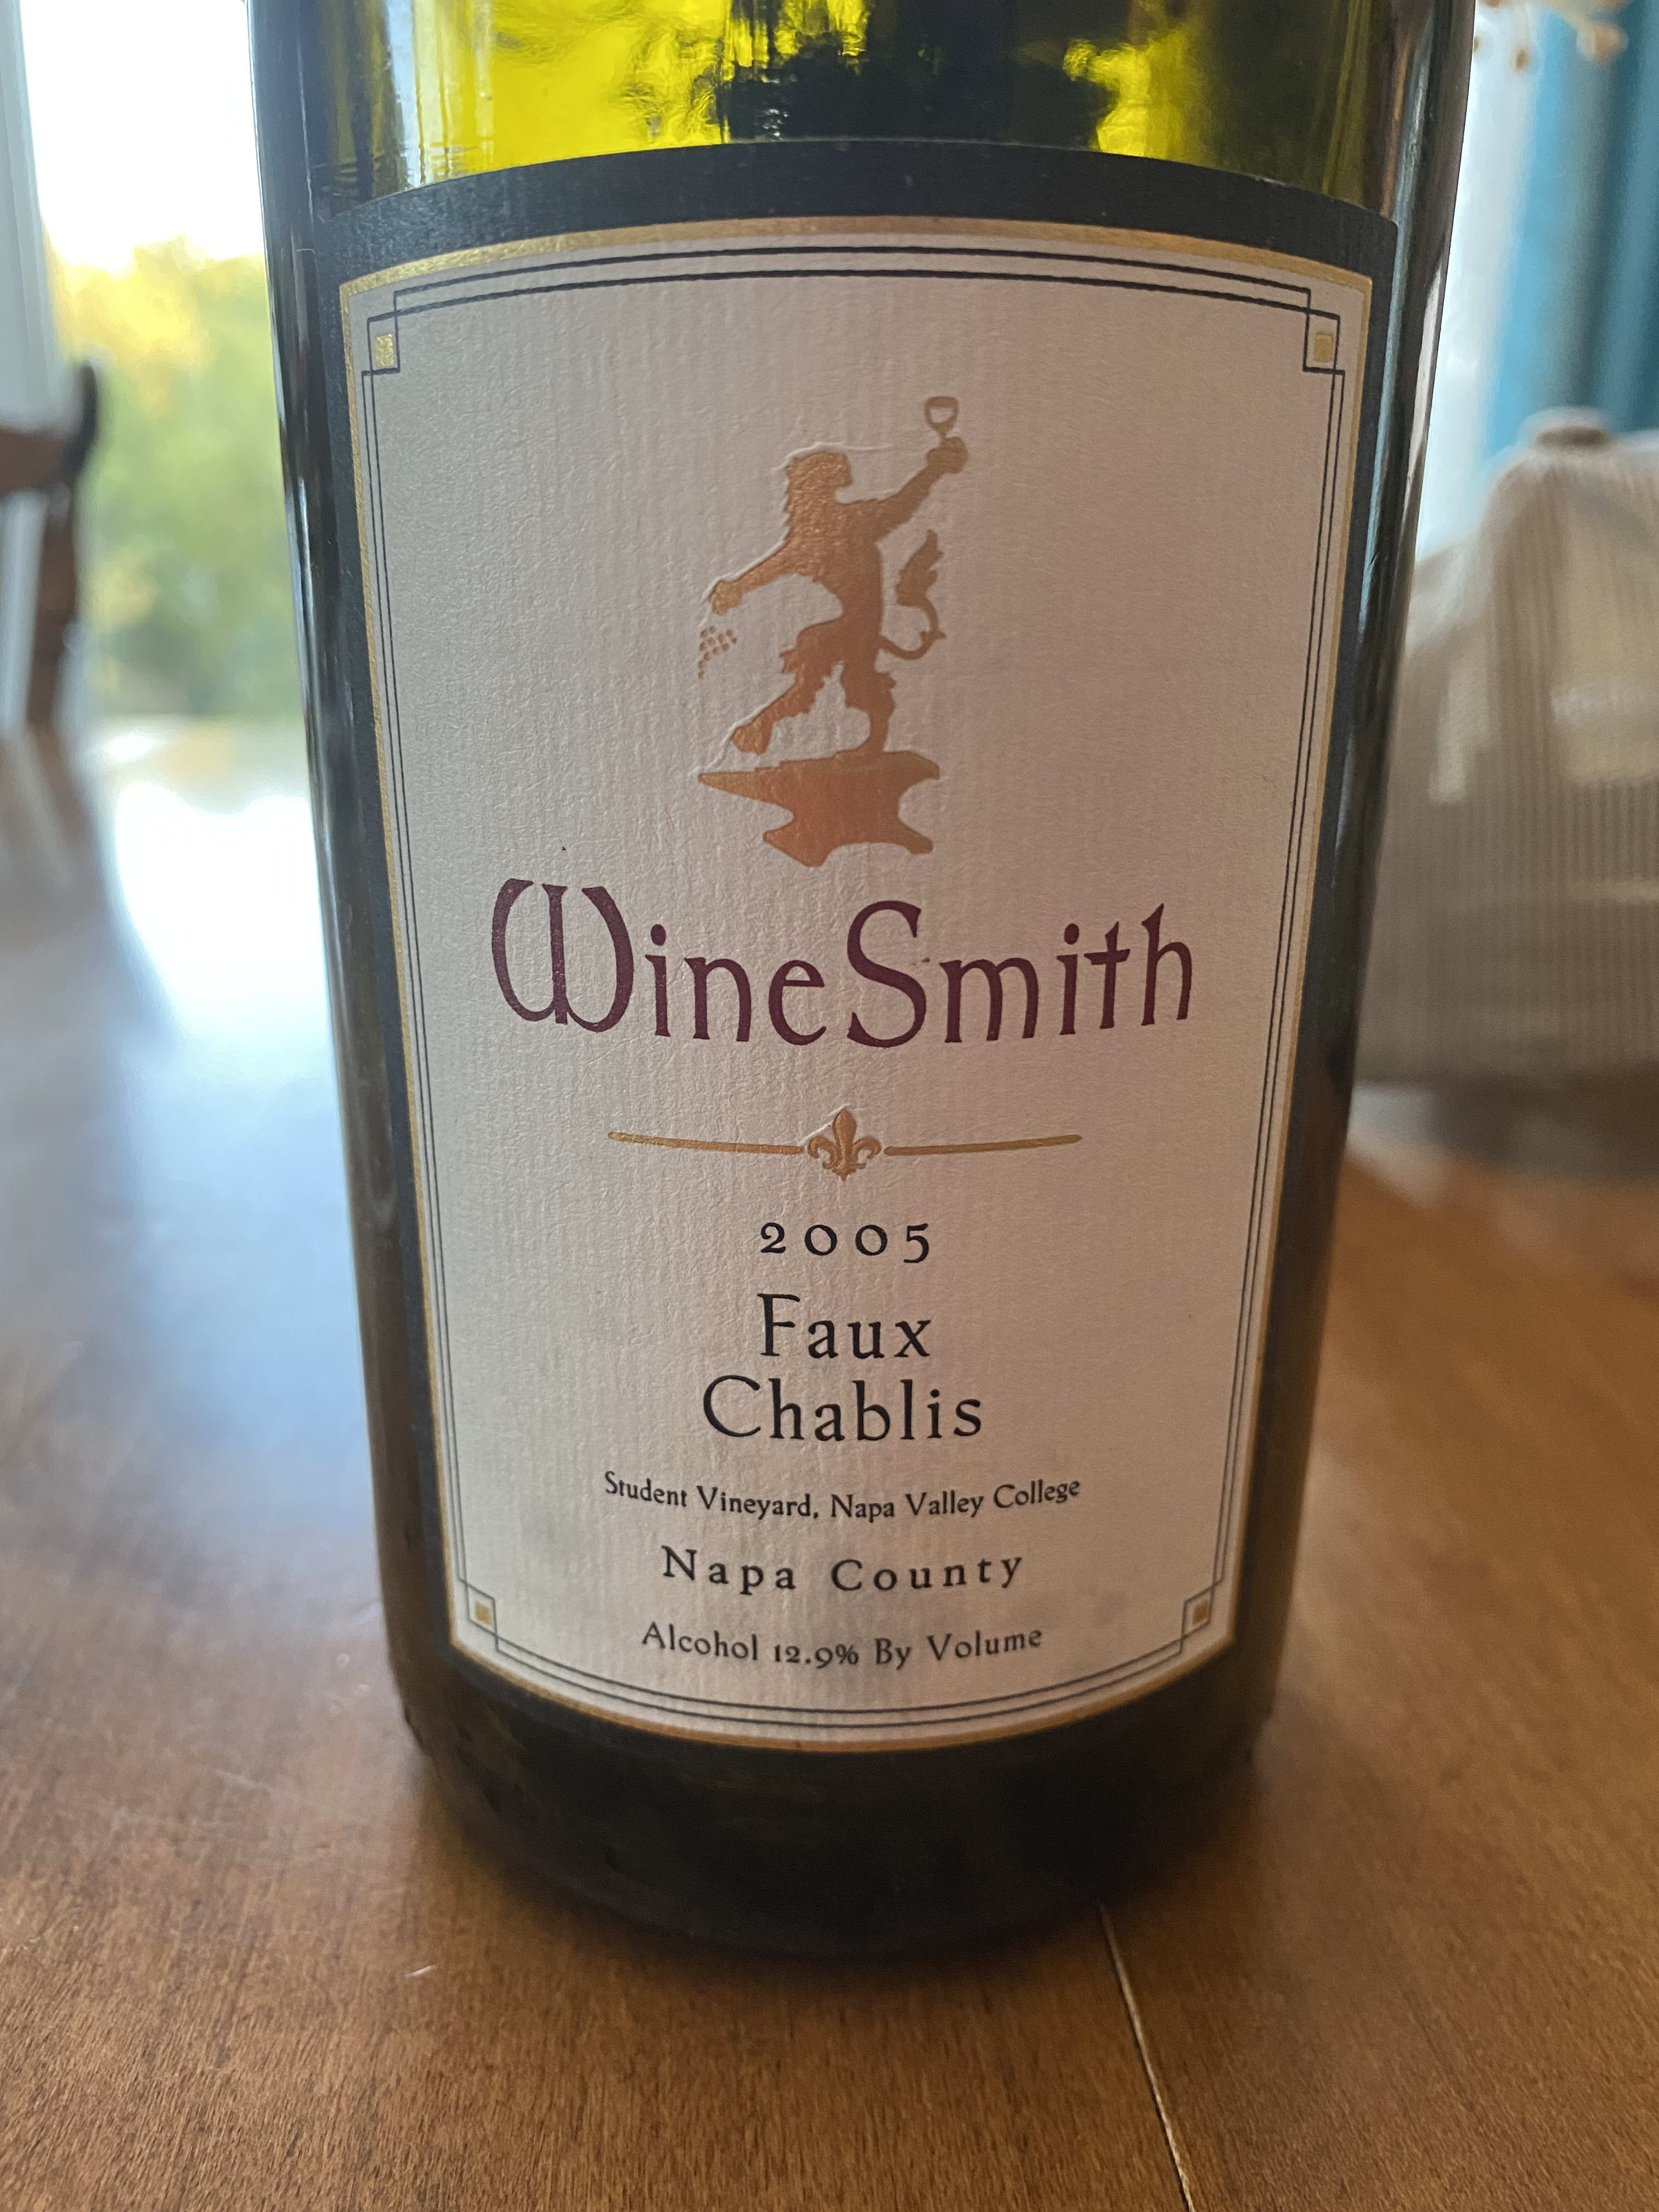 WineSmith
2005
Faux
Chablis
Student Vineyard, Napa Valley College
Napa County
Alcohol 12.9% By Volume